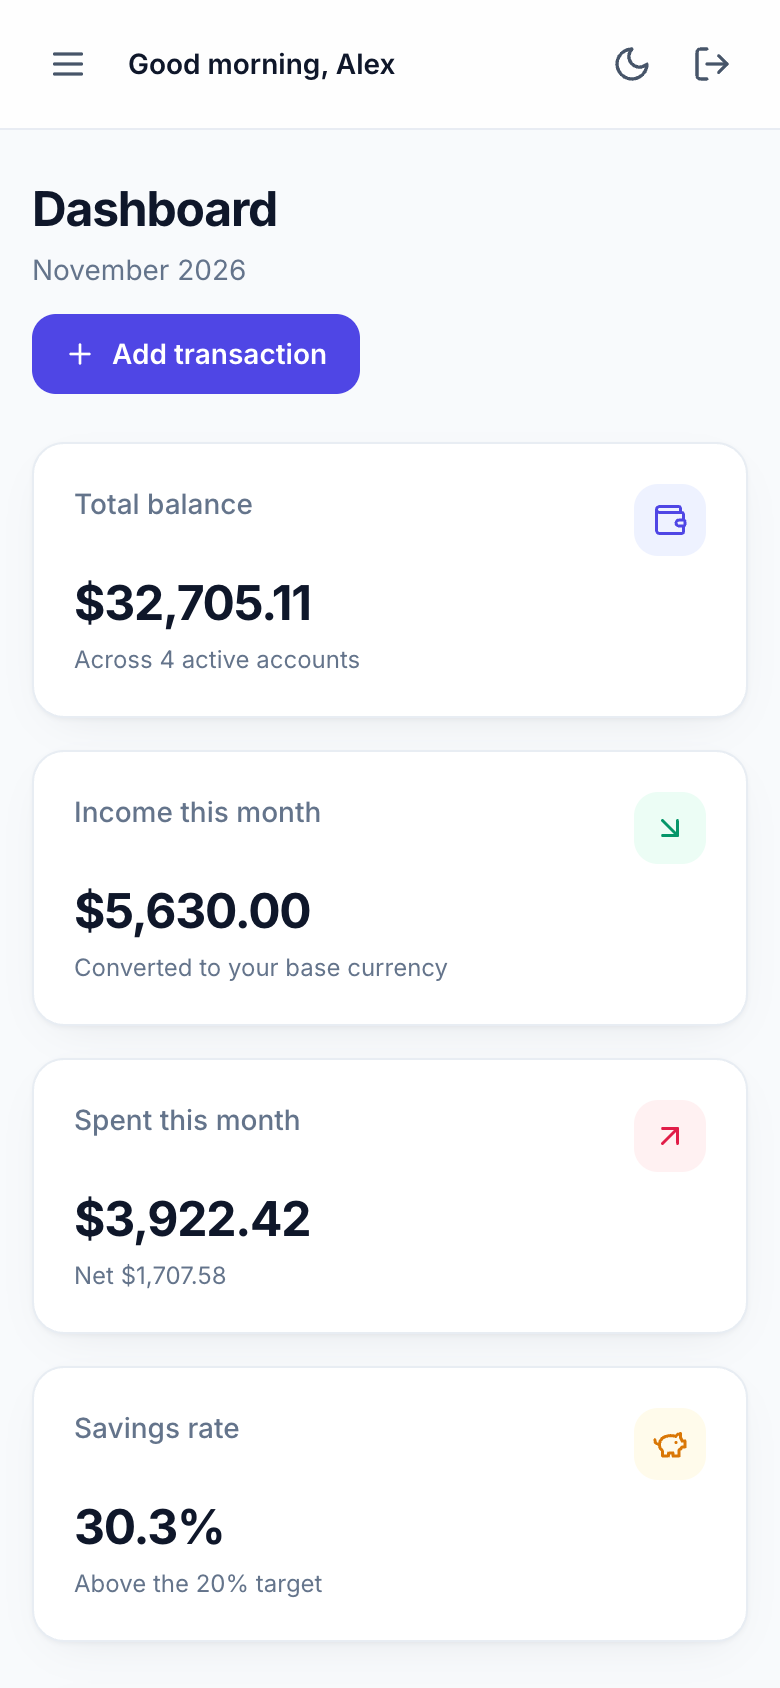 Good morning, Alex
Dashboard
November 2026
Add transaction
Total balance
$32,705.11
Across 4 active accounts
Income this month
$5,630.00
Converted to your base currency
Spent this month
$3,922.42
Net $1,707.58
Savings rate
30.3%
Above the 20% target